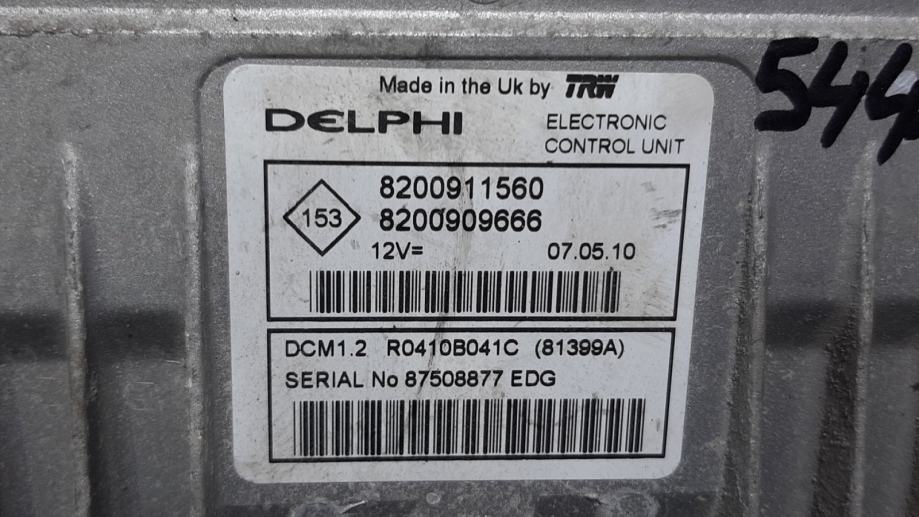 Made in the Uk by TRW
DELPHI
ELECTRONIC
CONTROL UNIT
544
153
8200911560
8200909666
12V= 07.05.10
DCM1.2 R0410B041C (81399A)
SERIAL No 87508877 EDG